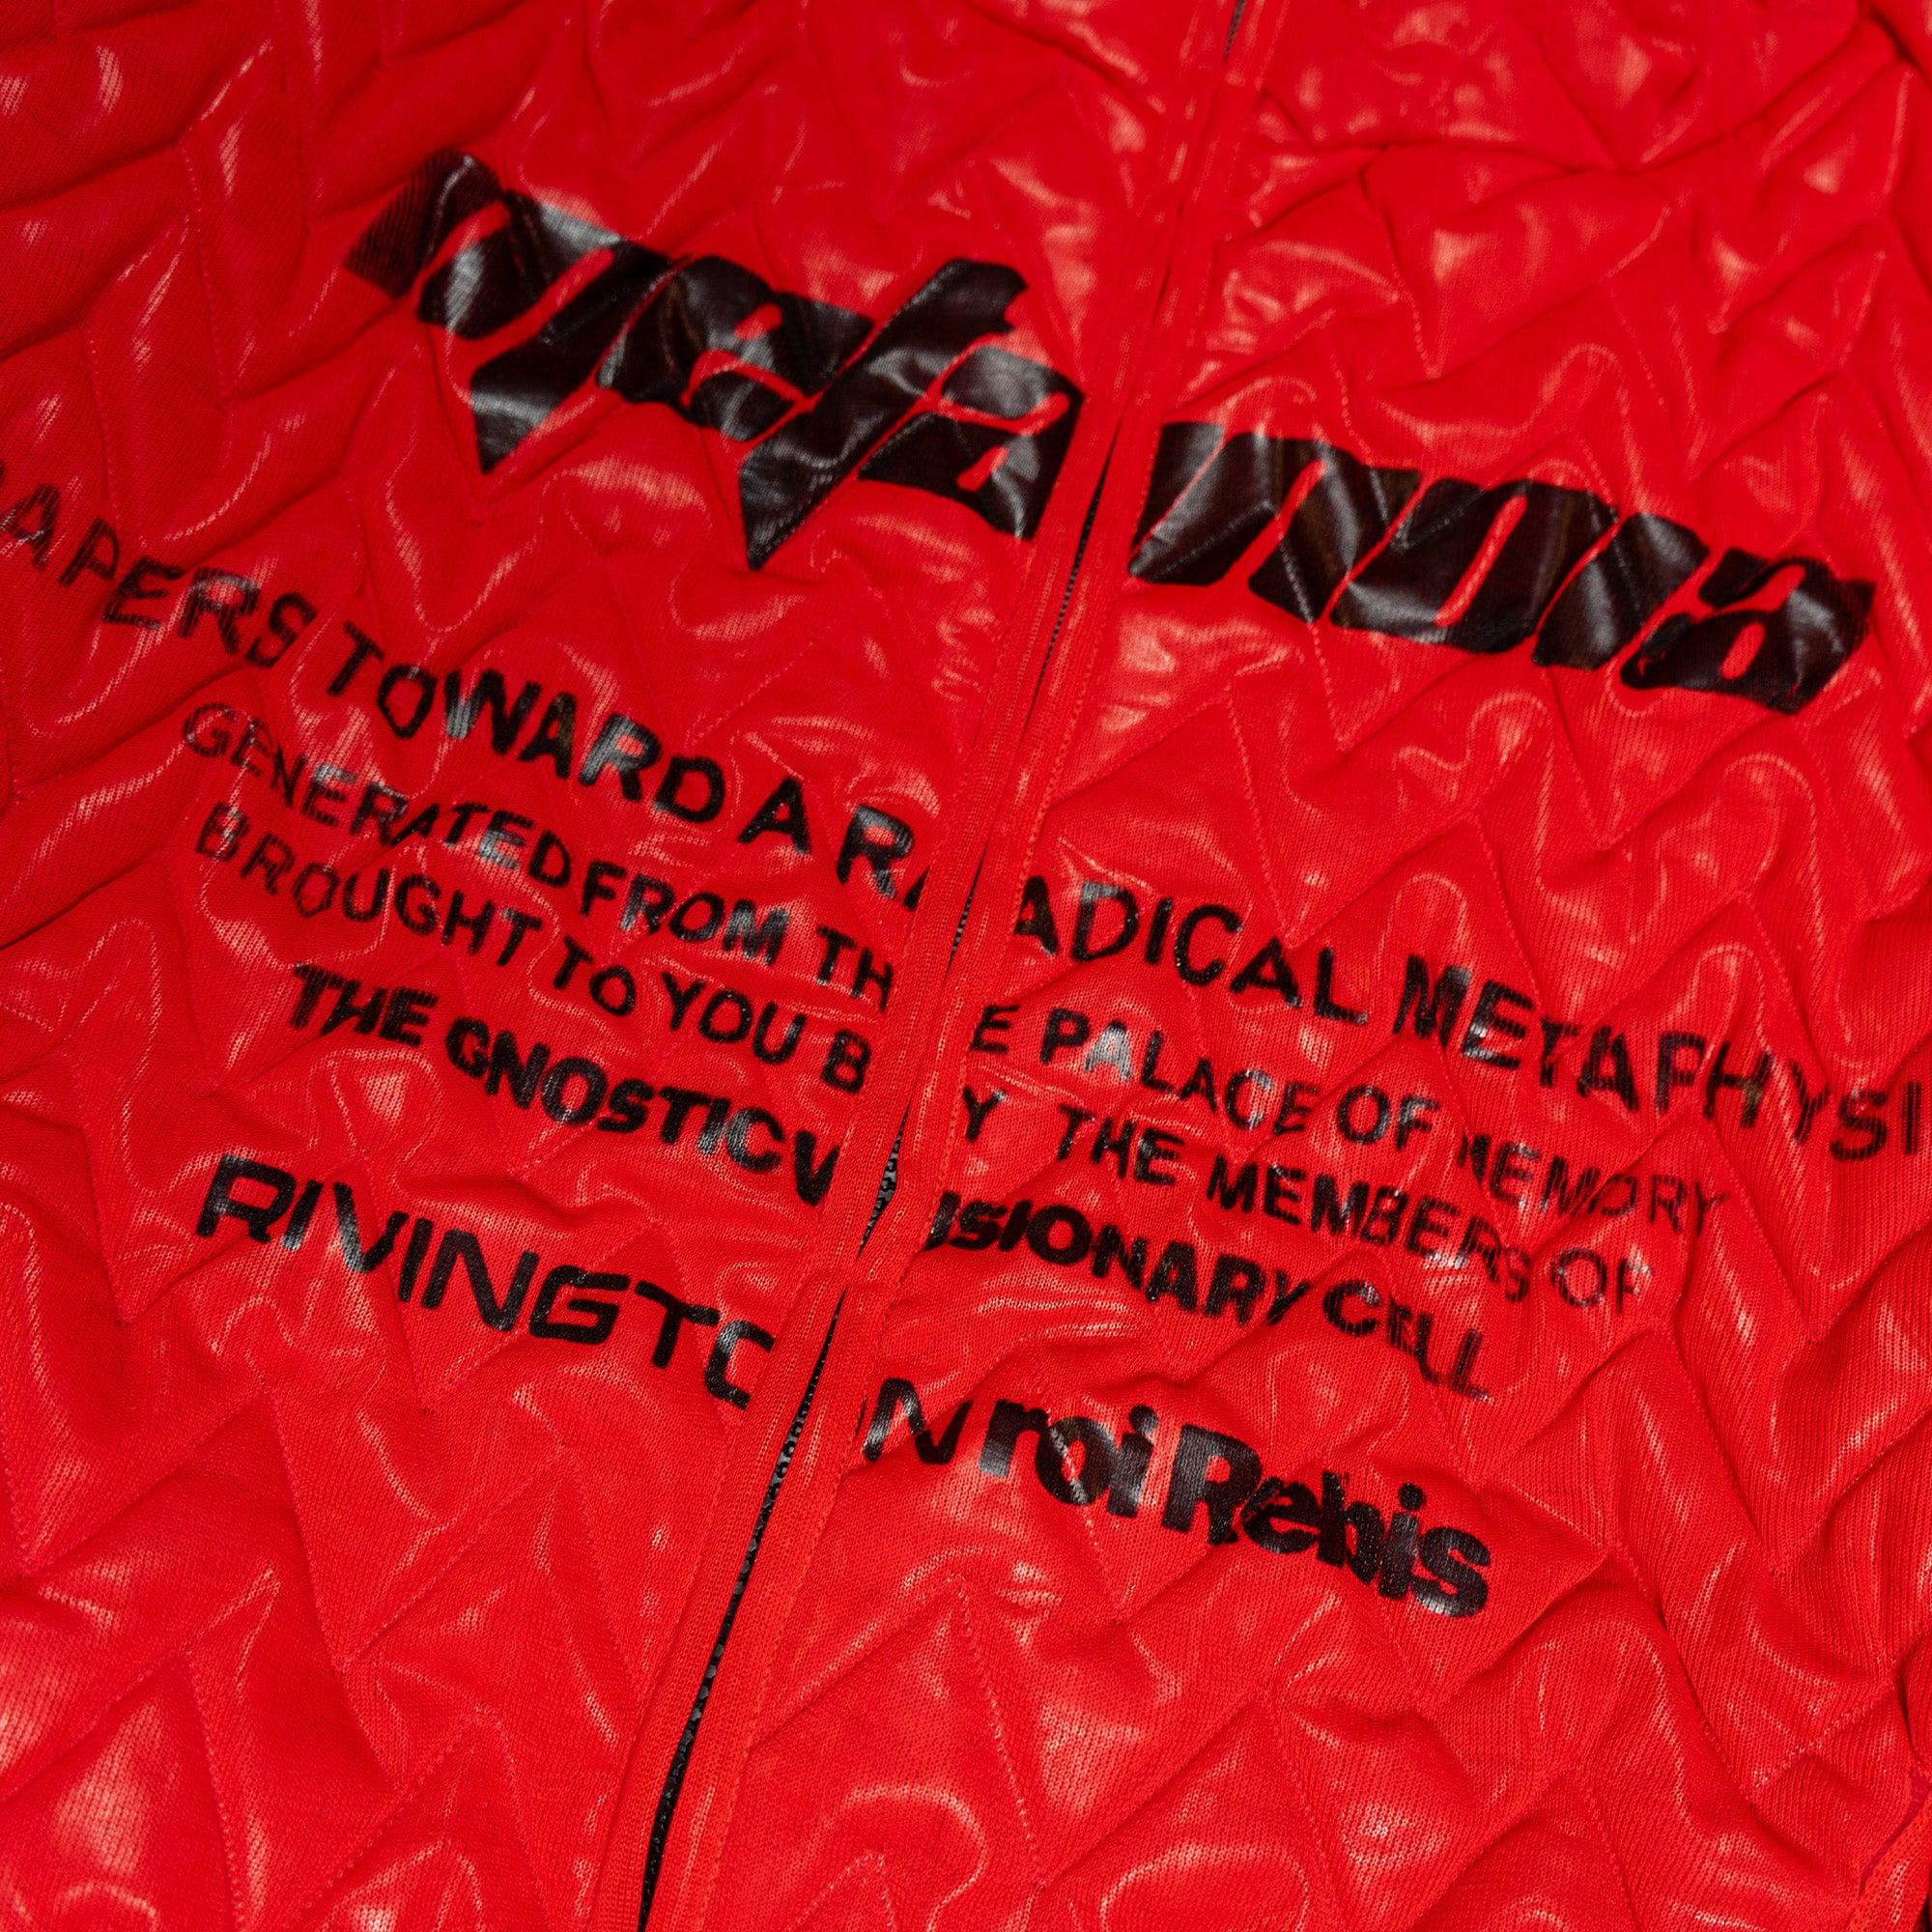 APERS TOWARD A RADICAL METAPHYSI
GENERATED FROM THE PALACE OF MEMORY
BROUGHT TO YOU BY THE MEMBERS OF
THE GNOSTIC VISIONARY CELL
RIVINGTON roi Rebis